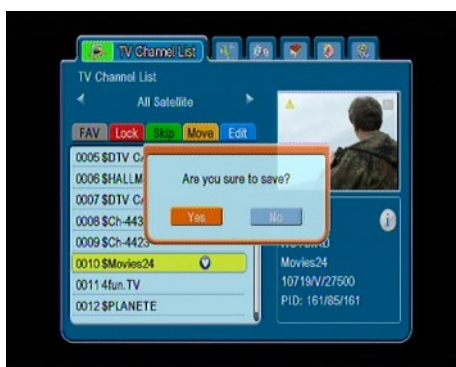 TV Channel List
TV Channel List
All Satellite
FAV Lock Skip Move Edit
0005 $DTV
0006 $HALLM
0007 $DTV
0008 $Ch-443
0009 $Ch-4423
0010 $Movies24
0011 4fun.TV
0012 $PLANETE
Are you sure to save?
Yes No
Movies24
10719/V/27500
PID: 161/85/161